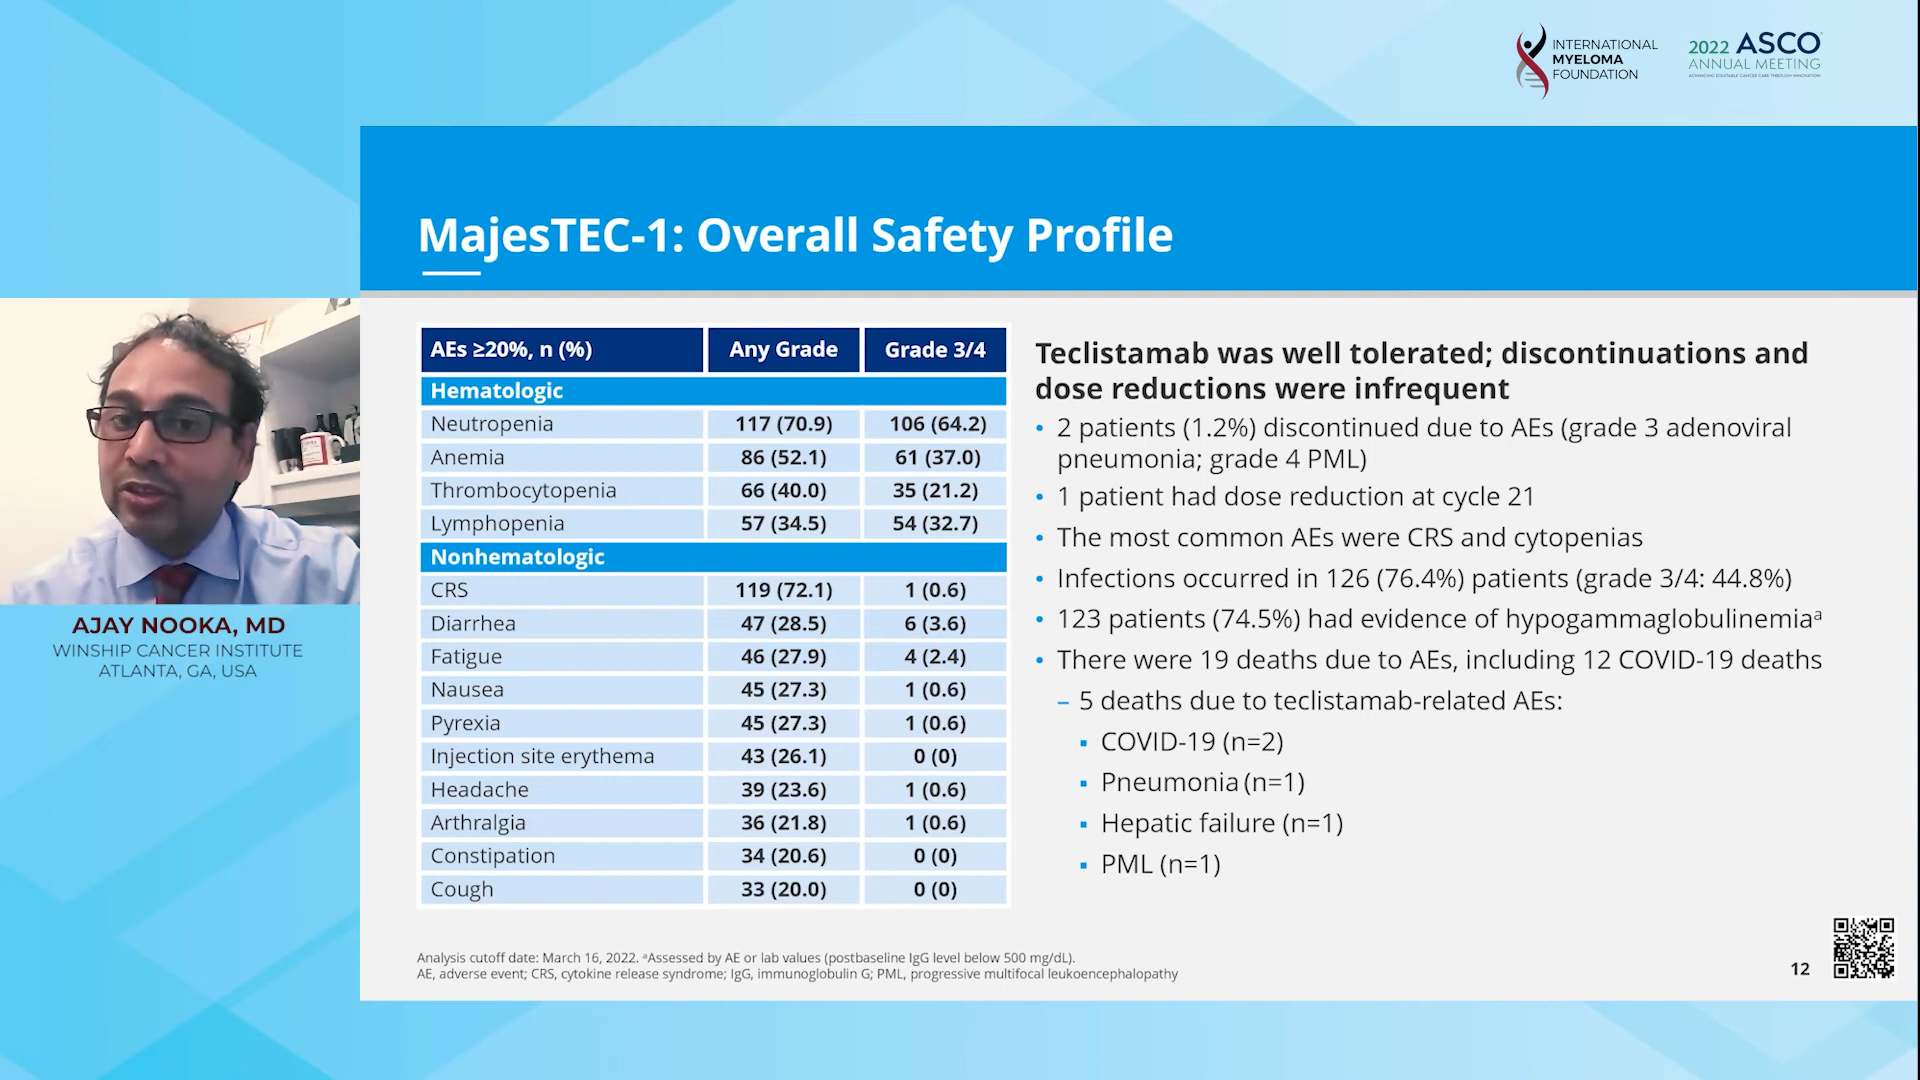 INTERNATIONAL
MYELOMA
FOUNDATION
2022 ASCO
ANNUAL MEETING
ADVANCING EQUITABLE CANCER CARE THROUGH INNOVATION
MajesTEC-1: Overall Safety Profile
AEs ≥20%, n (%) Any Grade Grade 3/4
Hematologic
Neutropenia 117 (70.9) 106 (64.2)
Anemia 86 (52.1) 61 (37.0)
Thrombocytopenia 66 (40.0) 35 (21.2)
Lymphopenia 57 (34.5) 54 (32.7)
Nonhematologic
CRS 119 (72.1) 1 (0.6)
Diarrhea 47 (28.5) 6 (3.6)
Fatigue 46 (27.9) 4 (2.4)
Nausea 45 (27.3) 1 (0.6)
Pyrexia 45 (27.3) 1 (0.6)
Injection site erythema 43 (26.1) 0 (0)
Headache 39 (23.6) 1 (0.6)
Arthralgia 36 (21.8) 1 (0.6)
Constipation 34 (20.6) 0 (0)
Cough 33 (20.0) 0 (0)
Teclistamab was well tolerated; discontinuations and
dose reductions were infrequent
• 2 patients (1.2%) discontinued due to AEs (grade 3 adenoviral
pneumonia; grade 4 PML)
• 1 patient had dose reduction at cycle 21
• The most common AEs were CRS and cytopenias
• Infections occurred in 126 (76.4%) patients (grade 3/4: 44.8%)
• 123 patients (74.5%) had evidence of hypogammaglobulinemiaᵃ
• There were 19 deaths due to AEs, including 12 COVID-19 deaths
– 5 deaths due to teclistamab-related AEs:
▪ COVID-19 (n=2)
▪ Pneumonia (n=1)
▪ Hepatic failure (n=1)
▪ PML (n=1)
AJAY NOOKA, MD
WINSHIP CANCER INSTITUTE
ATLANTA, GA, USA
Analysis cutoff date: March 16, 2022. ᵃAssessed by AE or lab values (postbaseline IgG level below 500 mg/dL).
AE, adverse event; CRS, cytokine release syndrome; IgG, immunoglobulin G; PML, progressive multifocal leukoencephalopathy
12